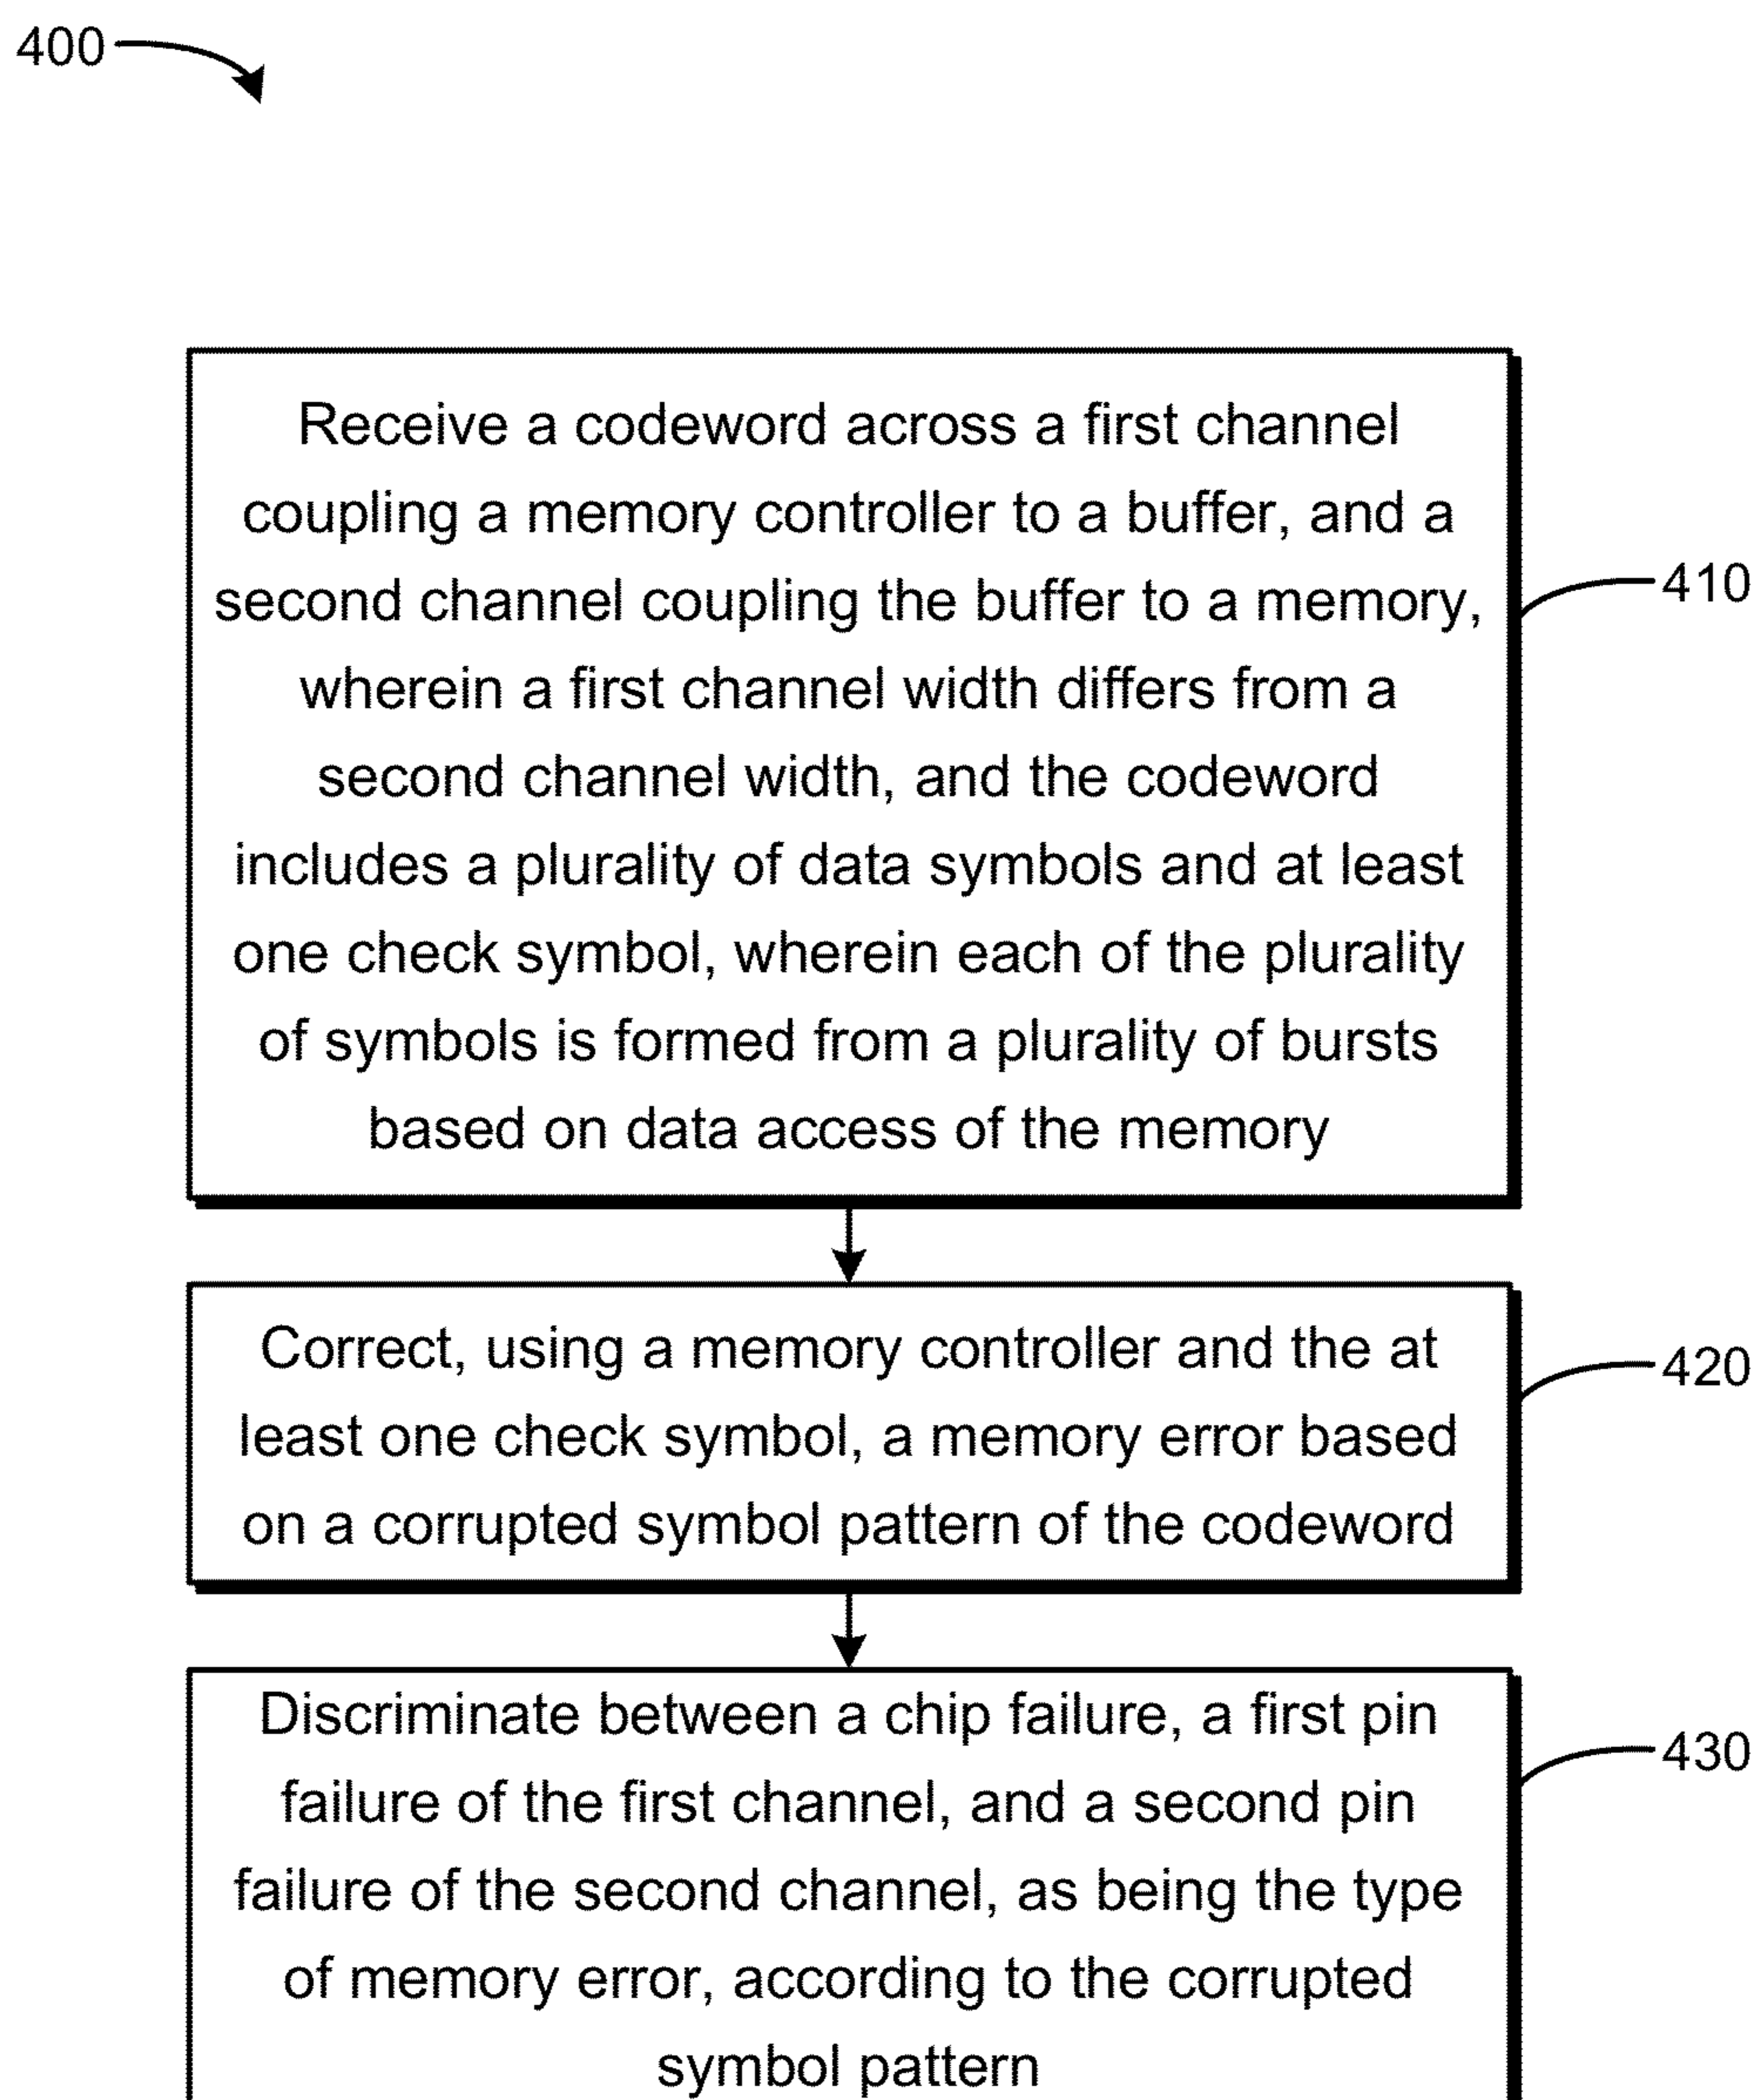 400
Receive a codeword across a first channel
coupling a memory controller to a buffer, and a
second channel coupling the buffer to a memory,
wherein a first channel width differs from a
second channel width, and the codeword
includes a plurality of data symbols and at least
one check symbol, wherein each of the plurality
of symbols is formed from a plurality of bursts
based on data access of the memory
410
Correct, using a memory controller and the at
least one check symbol, a memory error based
on a corrupted symbol pattern of the codeword
420
Discriminate between a chip failure, a first pin
failure of the first channel, and a second pin
failure of the second channel, as being the type
of memory error, according to the corrupted
symbol pattern
430